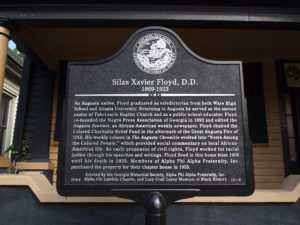 Silas Xavier Floyd, D.D.
1869-1923
An Augusta native, Floyd graduated as valedictorian from both Ware High
School and Atlanta University. Returning to Augusta he served as the second
pastor of Tabernacle Baptist Church and as a public school educator. Floyd
co-founded the Negro Press Association of Georgia in 1892 and edited the
Augusta Sentinel, an African-American weekly newspaper. Floyd chaired the
Colored Charitable Relief Fund in the aftermath of the Great Augusta Fire of
1916. His weekly column in The Augusta Chronicle evolved into "Notes Among
the Colored People," which provided social commentary on local African-
American life. An early proponent of civil rights, Floyd worked for racial
justice through his speeches and writings. Floyd lived in this home from 1896
until his death in 1923. Members of Alpha Phi Alpha Fraternity, Inc.
purchased the property for their chapter house in 1953.
Erected by the Georgia Historical Society, Alpha Phi Alpha Fraternity, Inc.
Alpha Chi Lambda Chapter, and Lucy Craft Laney Museum of Black History